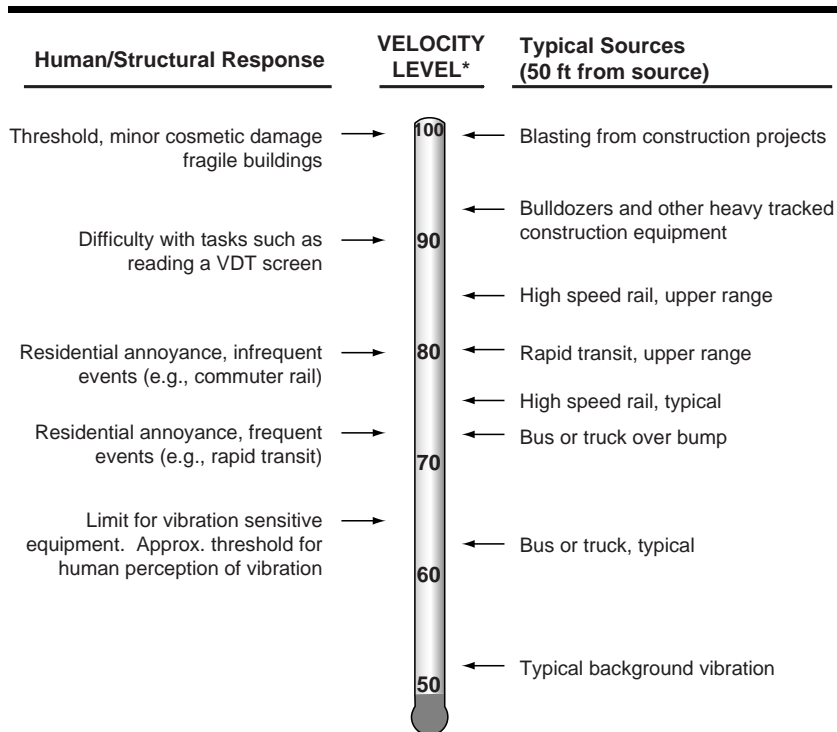 Human/Structural Response
VELOCITY
LEVEL*
Typical Sources
(50 ft from source)
Threshold, minor cosmetic damage
fragile buildings
100
Blasting from construction projects
Bulldozers and other heavy tracked
construction equipment
Difficulty with tasks such as
reading a VDT screen
90
High speed rail, upper range
Residential annoyance, infrequent
events (e.g., commuter rail)
80
Rapid transit, upper range
High speed rail, typical
Residential annoyance, frequent
events (e.g., rapid transit)
Bus or truck over bump
70
Limit for vibration sensitive
equipment. Approx. threshold for
human perception of vibration
Bus or truck, typical
60
Typical background vibration
50